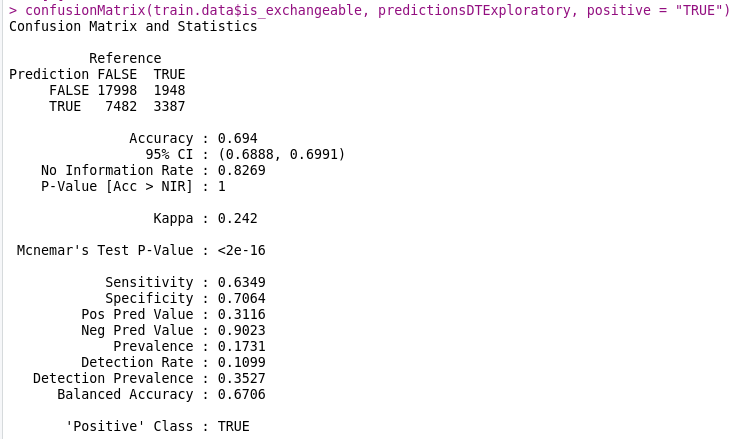 > confusionMatrix(train.data$is_exchangeable, predictionsDTExploratory, positive = "TRUE")
Confusion Matrix and Statistics
Reference
Prediction FALSE TRUE
FALSE 17998 1948
TRUE 7482 3387
Accuracy : 0.694
95% CI : (0.6888, 0.6991)
No Information Rate : 0.8269
P-Value [Acc > NIR] : 1
Kappa : 0.242
Mcnemar's Test P-Value : <2e-16
Sensitivity : 0.6349
Specificity : 0.7064
Pos Pred Value : 0.3116
Neg Pred Value : 0.9023
Prevalence : 0.1731
Detection Rate : 0.1099
Detection Prevalence : 0.3527
Balanced Accuracy : 0.6706
'Positive' Class : TRUE